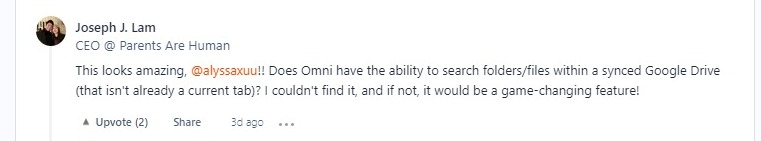 Joseph J. Lam
CEO @ Parents Are Human
This looks amazing, @alyssaxuu!! Does Omni have the ability to search folders/files within a synced Google Drive
(that isn't already a current tab)? I couldn't find it, and if not, it would be a game-changing feature!
▲ Upvote (2) Share 3d ago •••